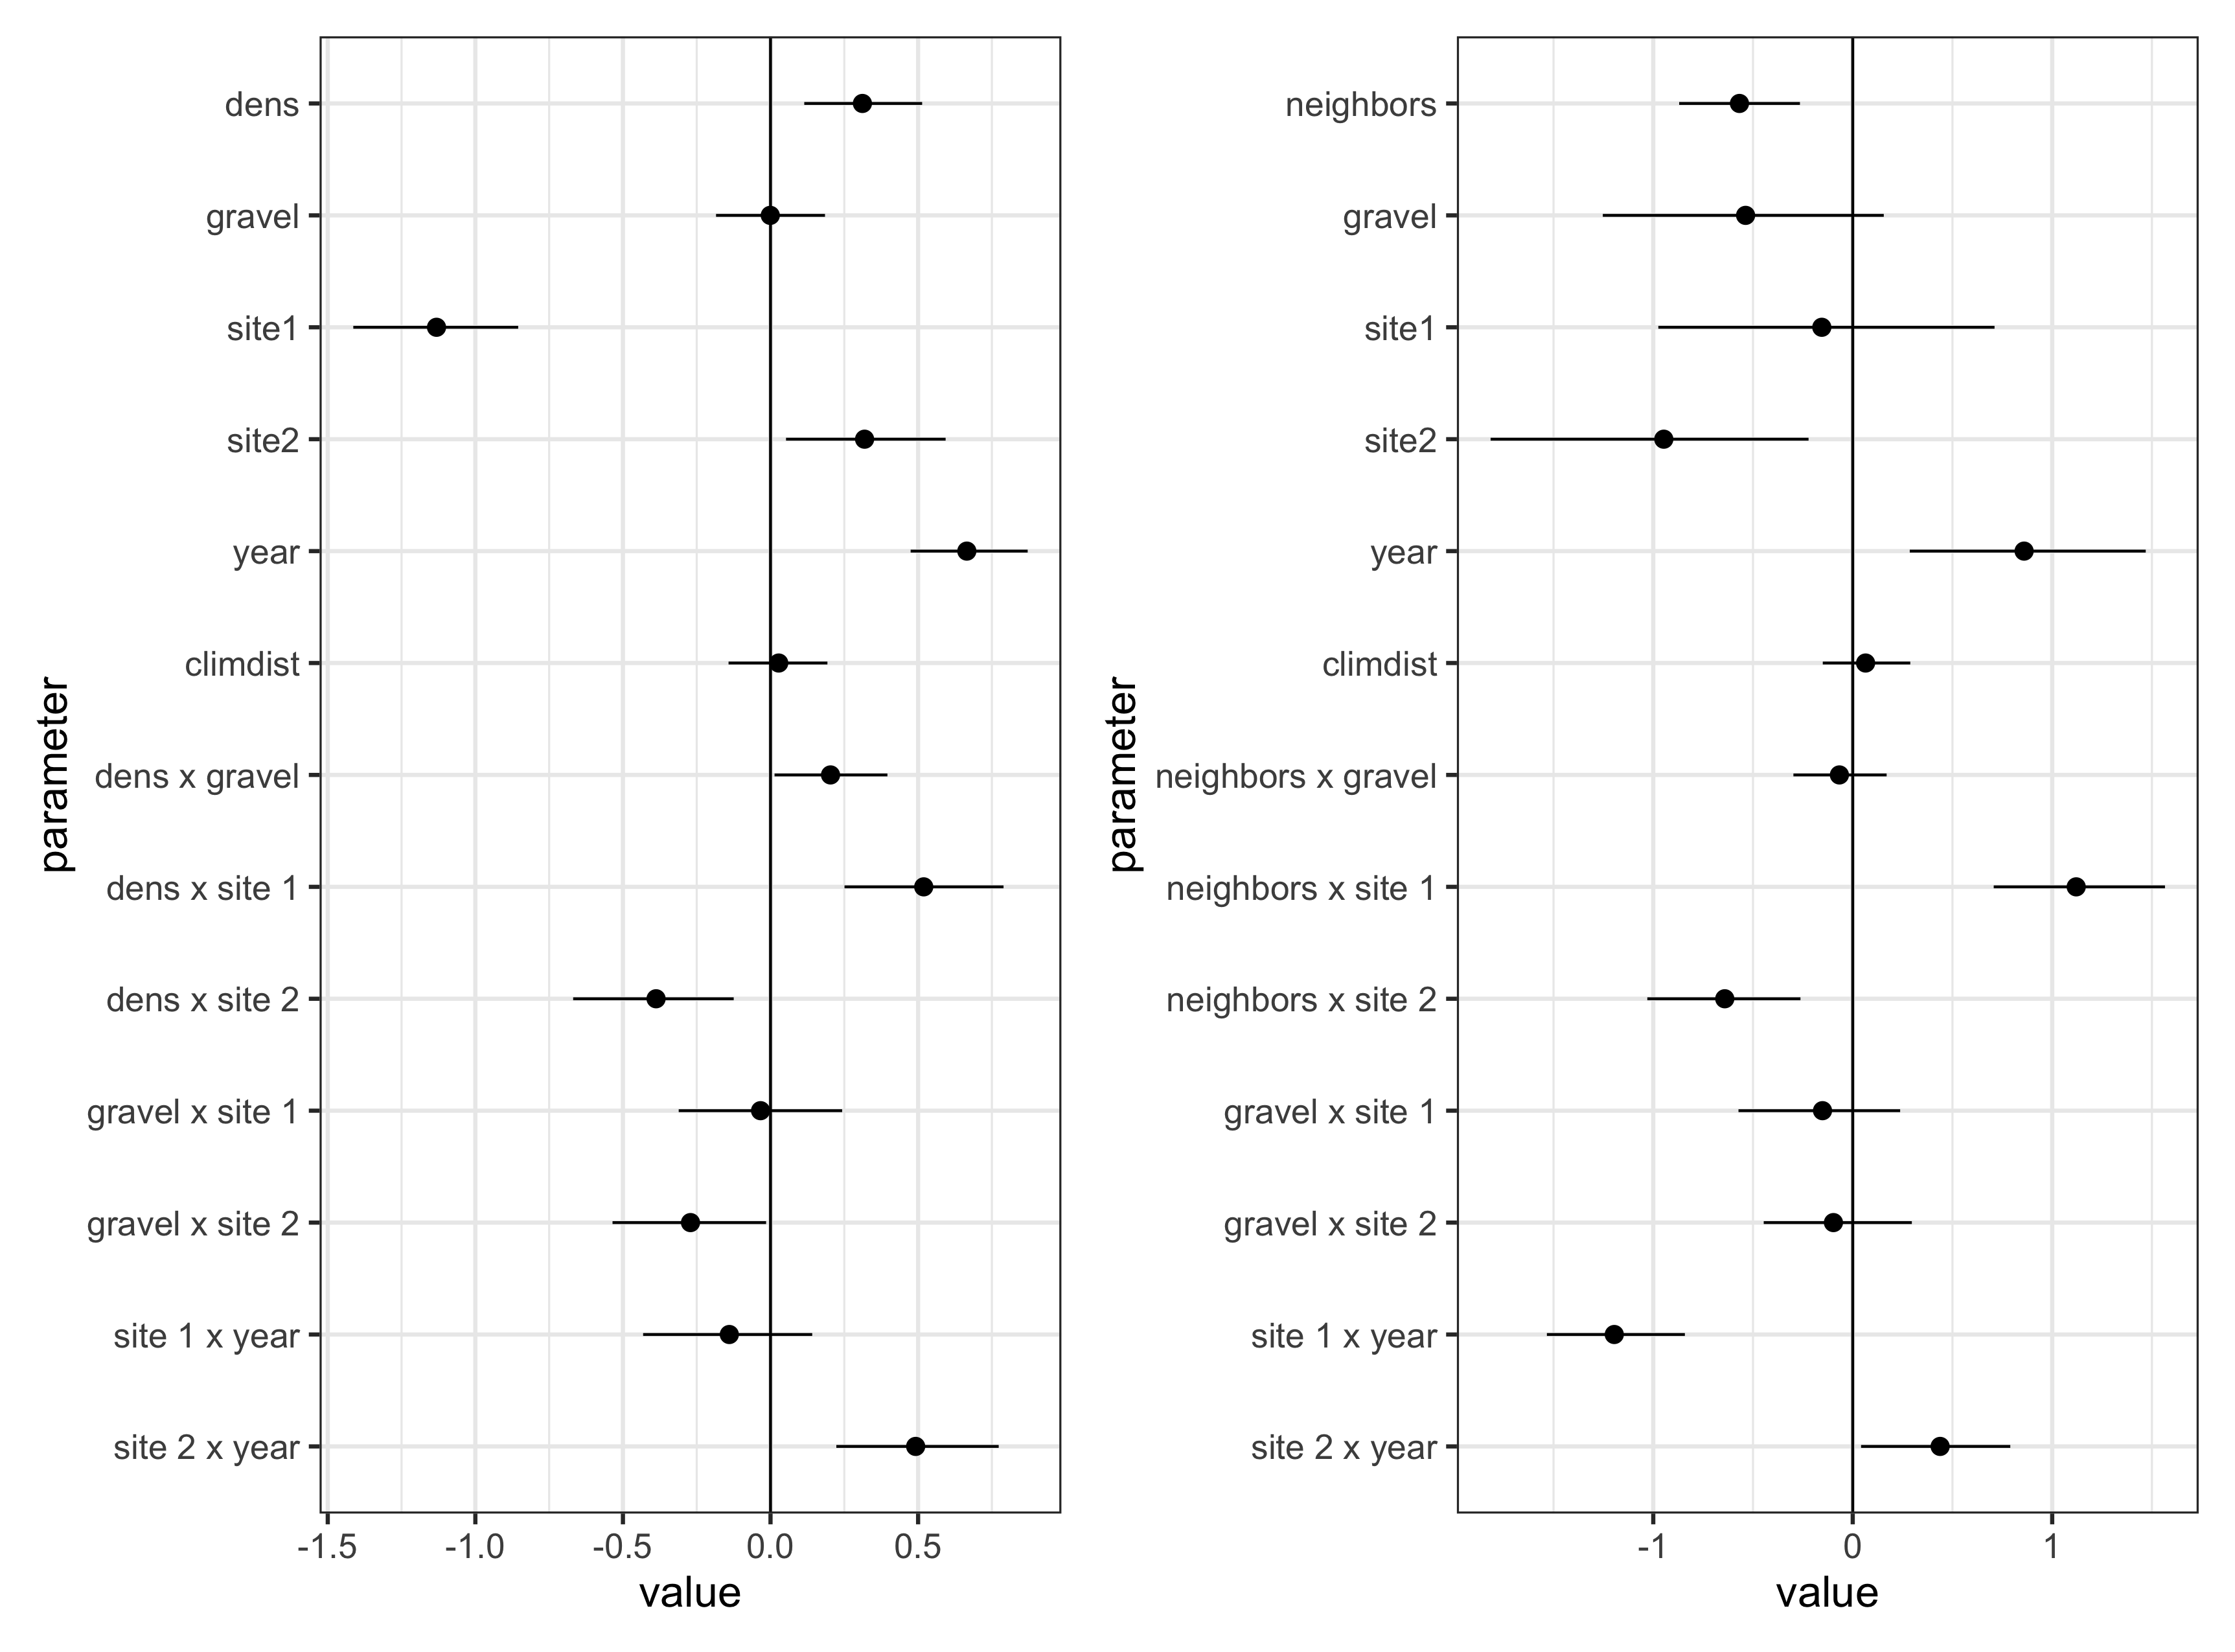 parameter
dens
gravel
site1
site2
year
climdist
dens x gravel
dens x site 1
dens x site 2
gravel x site 1
gravel x site 2
site 1 x year
site 2 x year
-1.5 -1.0 -0.5 0.0 0.5
value
parameter
neighbors
gravel
site1
site2
year
climdist
neighbors x gravel
neighbors x site 1
neighbors x site 2
gravel x site 1
gravel x site 2
site 1 x year
site 2 x year
-1 0 1
value